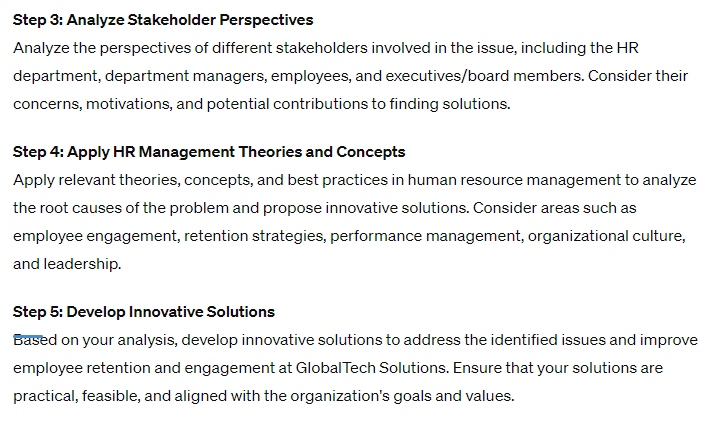 Step 3: Analyze Stakeholder Perspectives
Analyze the perspectives of different stakeholders involved in the issue, including the HR
department, department managers, employees, and executives/board members. Consider their
concerns, motivations, and potential contributions to finding solutions.
Step 4: Apply HR Management Theories and Concepts
Apply relevant theories, concepts, and best practices in human resource management to analyze
the root causes of the problem and propose innovative solutions. Consider areas such as
employee engagement, retention strategies, performance management, organizational culture,
and leadership.
Step 5: Develop Innovative Solutions
Based on your analysis, develop innovative solutions to address the identified issues and improve
employee retention and engagement at GlobalTech Solutions. Ensure that your solutions are
practical, feasible, and aligned with the organization's goals and values.